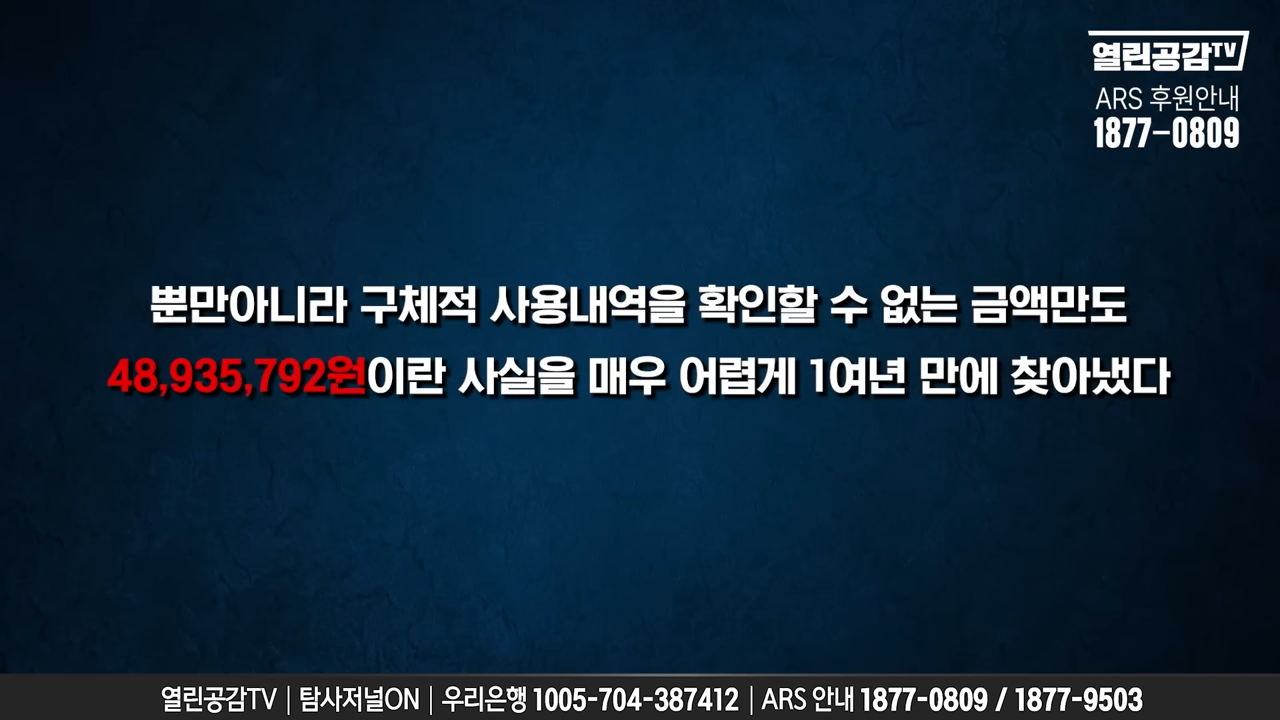 열린공감TV
ARS 후원안내
1877-0809
뿐만아니라 구체적 사용내역을 확인할 수 없는 금액만도
48,935,792원이란 사실을 매우 어렵게 1여년 만에 찾아냈다
열린공감TV | 탐사저널ON | 우리은행 1005-704-387412 | ARS 안내 1877-0809 / 1877-9503